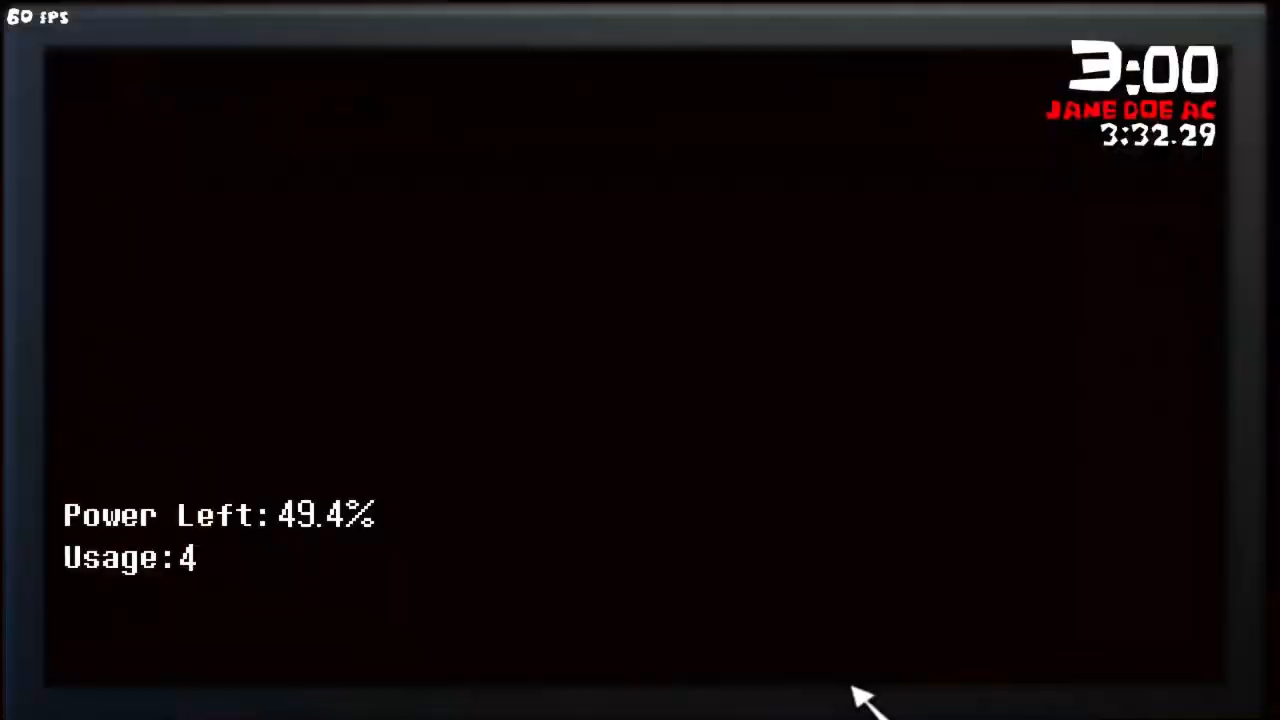 60 FPS
3:00
JANE DOE AC
3:32.29
Power Left: 49.4%
Usage:4